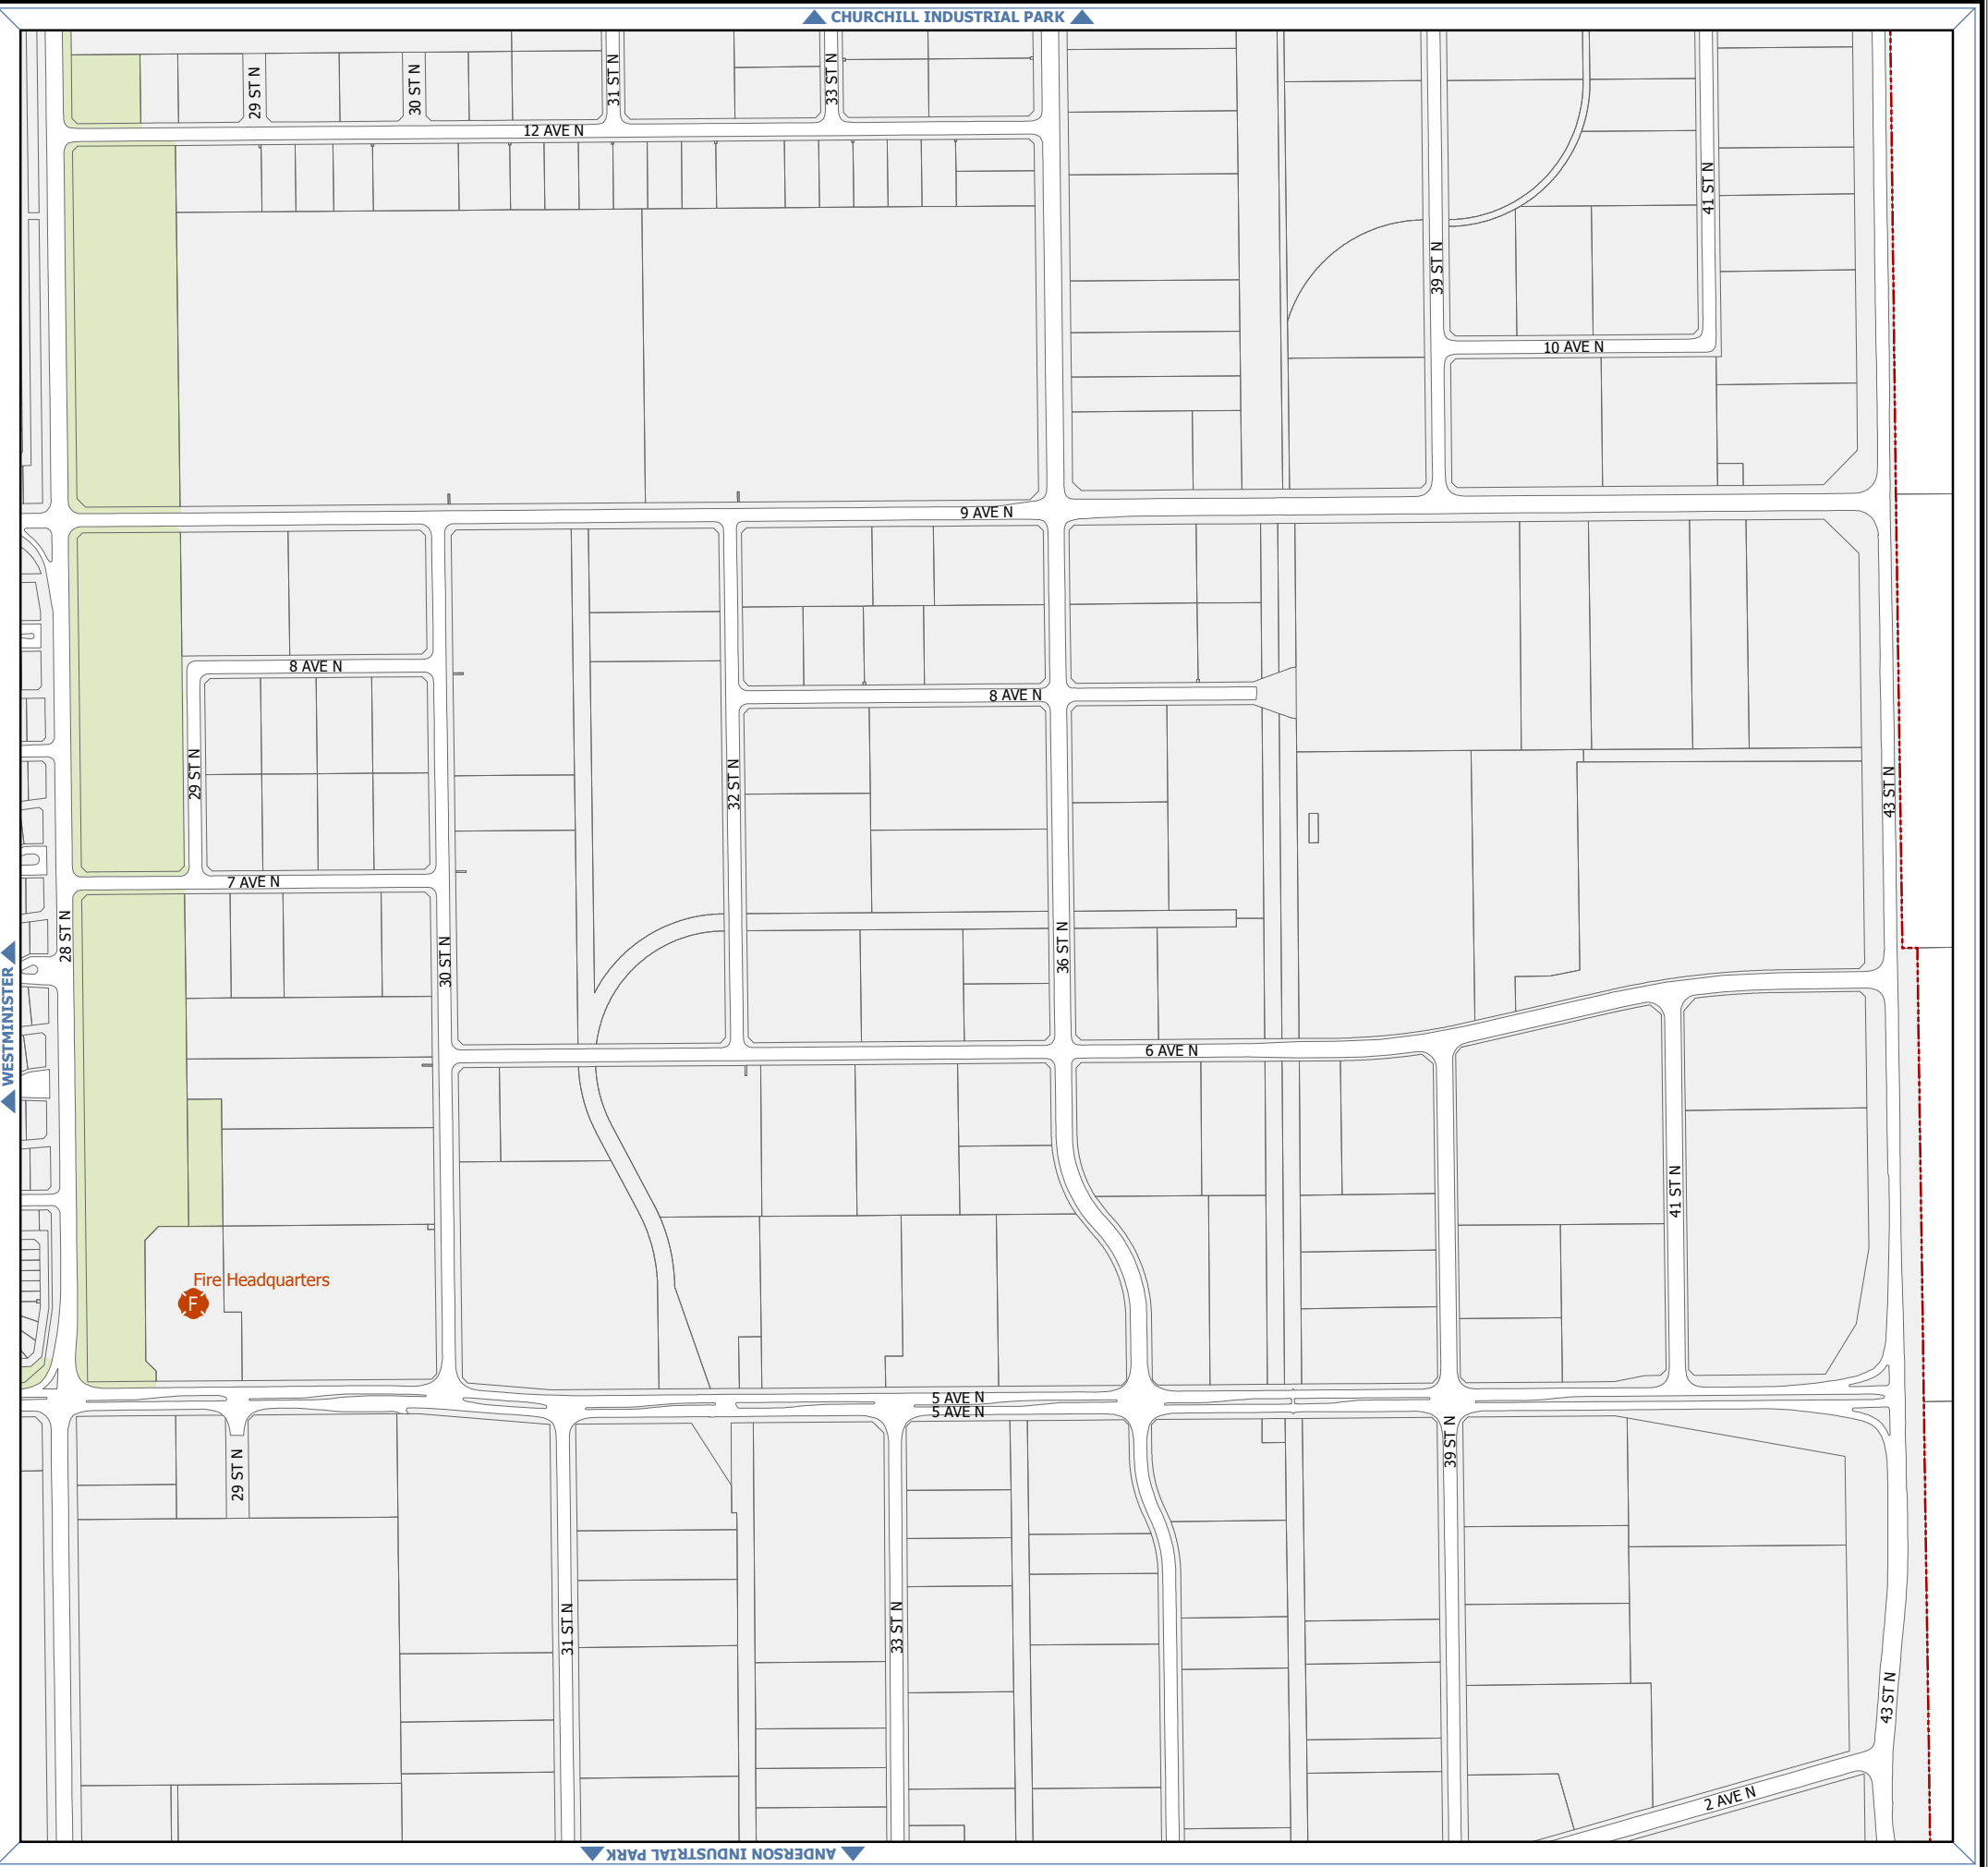 CHURCHILL INDUSTRIAL PARK
29 ST N
30 ST N
31 ST N
33 ST N
12 AVE N
41 ST N
39 ST N
10 AVE N
9 AVE N
8 AVE N
8 AVE N
29 ST N
32 ST N
43 ST N
7 AVE N
28 ST N
30 ST N
36 ST N
WESTMINISTER
6 AVE N
41 ST N
Fire Headquarters
F
5 AVE N
5 AVE N
29 ST N
39 ST N
31 ST N
33 ST N
43 ST N
2 AVE N
ANDERSON INDUSTRIAL PARK